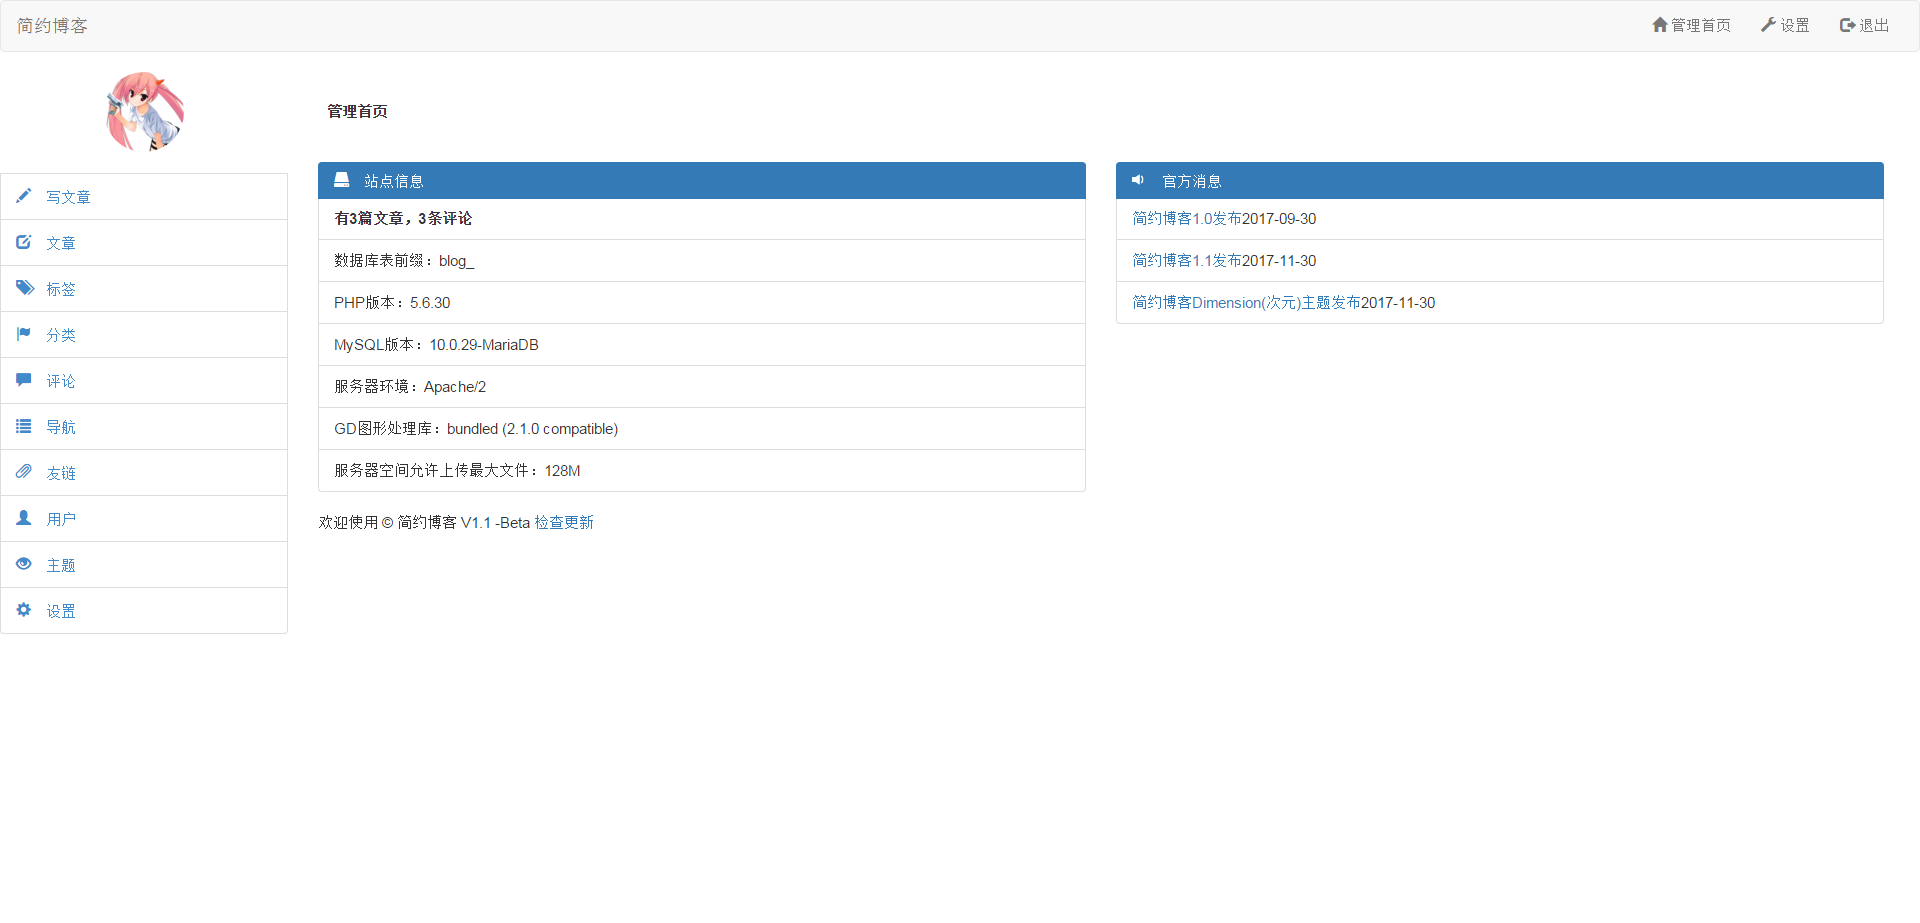 简约博客
管理首页 设置 退出
管理首页
写文章
文章
标签
分类
评论
导航
友链
用户
主题
设置
站点信息
有3篇文章，3条评论
数据库表前缀：blog_
PHP版本：5.6.30
MySQL版本：10.0.29-MariaDB
服务器环境：Apache/2
GD图形处理库：bundled (2.1.0 compatible)
服务器空间允许上传最大文件：128M
欢迎使用 © 简约博客 V1.1 -Beta 检查更新
官方消息
简约博客1.0发布2017-09-30
简约博客1.1发布2017-11-30
简约博客Dimension(次元)主题发布2017-11-30